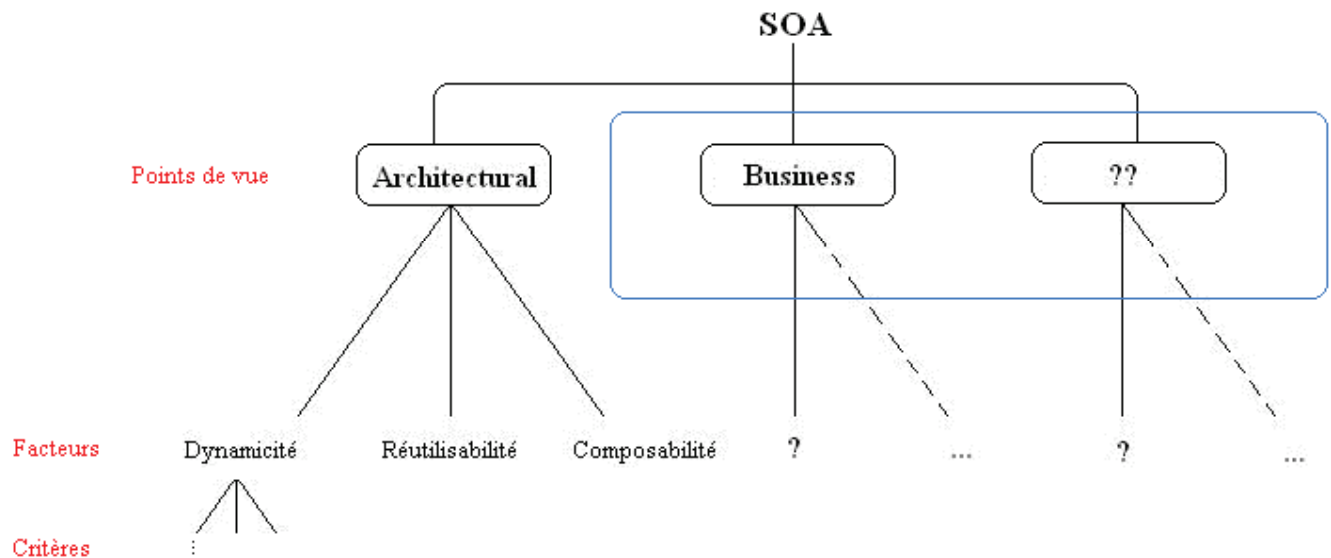 SOA
Points de vue
Architectural
Business
??
Facteurs
Dynamicité
Réutilisabilité
Composabilité
?
...
?
...
Critères
⋮